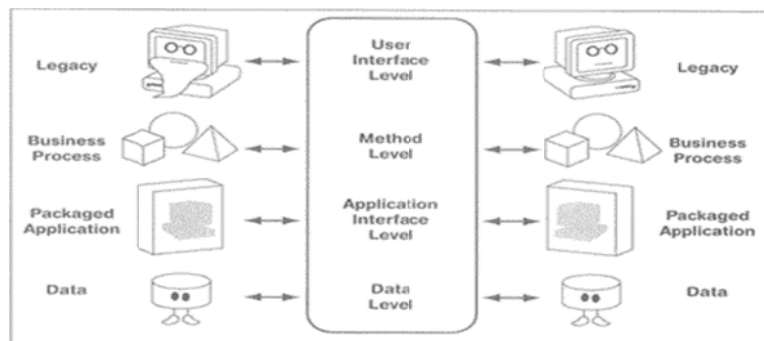 Legacy
User
Interface
Level
Legacy
Business
Process
Method
Level
Business
Process
Packaged
Application
Application
Interface
Level
Packaged
Application
Data
Data
Level
Data